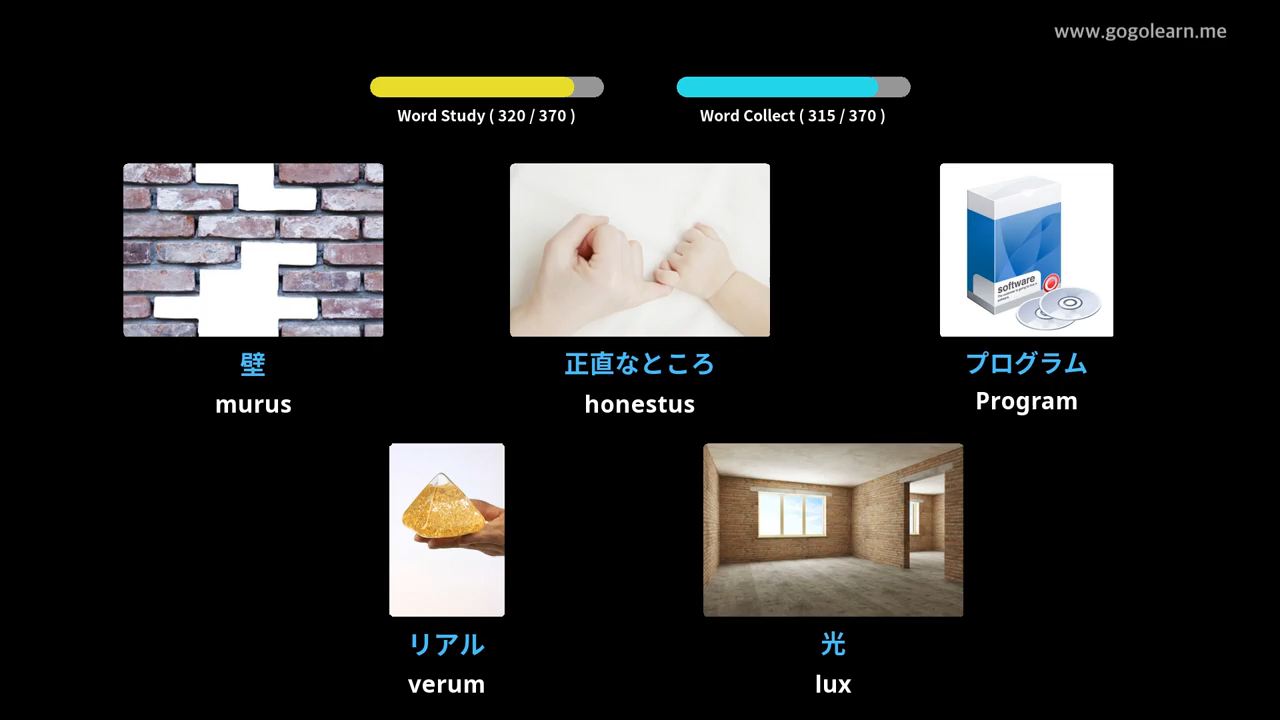 www.gogolearn.me
Word Study ( 320 / 370 )
Word Collect ( 315 / 370 )
software
壁
正直なところ
プログラム
murus
honestus
Program
リアル
光
verum
lux